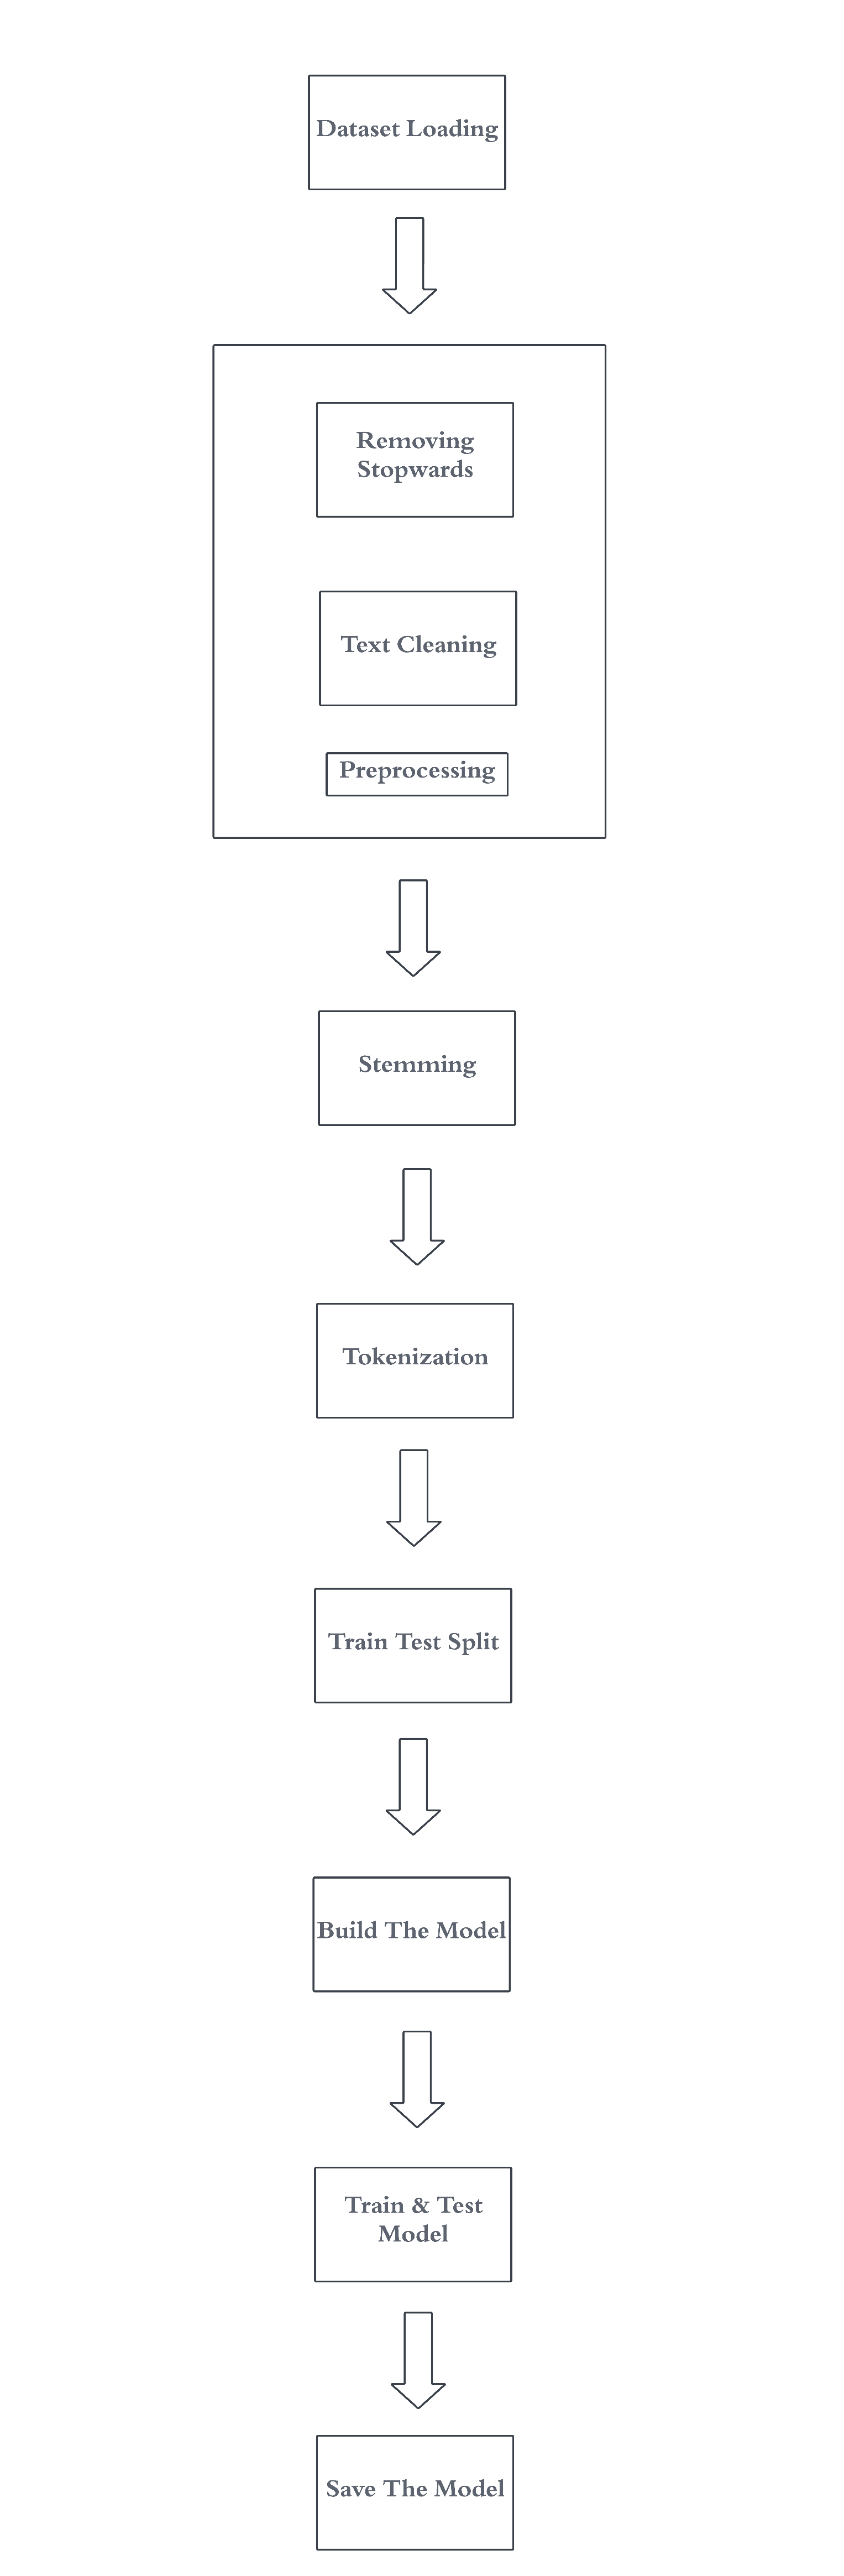 Dataset Loading
Removing
Stopwards
Text Cleaning
Preprocessing
Stemming
Tokenization
Train Test Split
Build The Model
Train & Test
Model
Save The Model